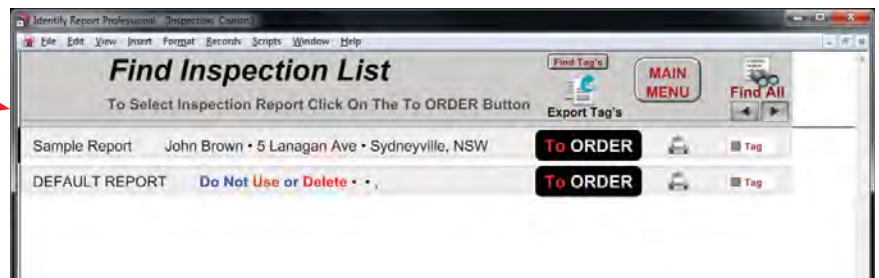 Identify Report Professional - [Inspection Control]
File Edit View Insert Format Records Scripts Window Help
Find Inspection List
To Select Inspection Report Click On The To ORDER Button
Find Tag's
Export Tag's
MAIN
MENU
Find All
Sample Report John Brown • 5 Lanagan Ave • Sydneyville, NSW To ORDER Tag
DEFAULT REPORT Do Not Use or Delete • • , To ORDER Tag